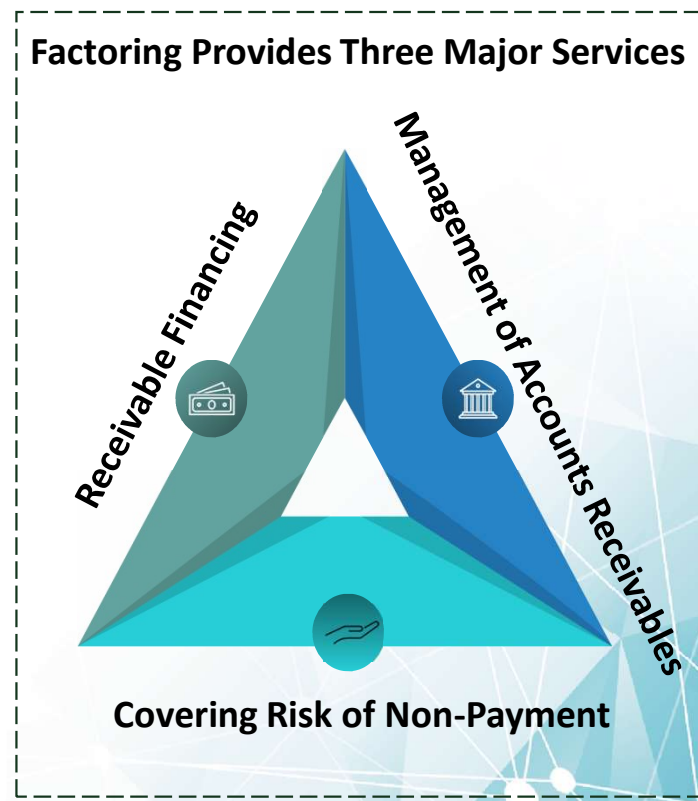 Factoring Provides Three Major Services
Receivable Financing
Management of Accounts Receivables
Covering Risk of Non-Payment